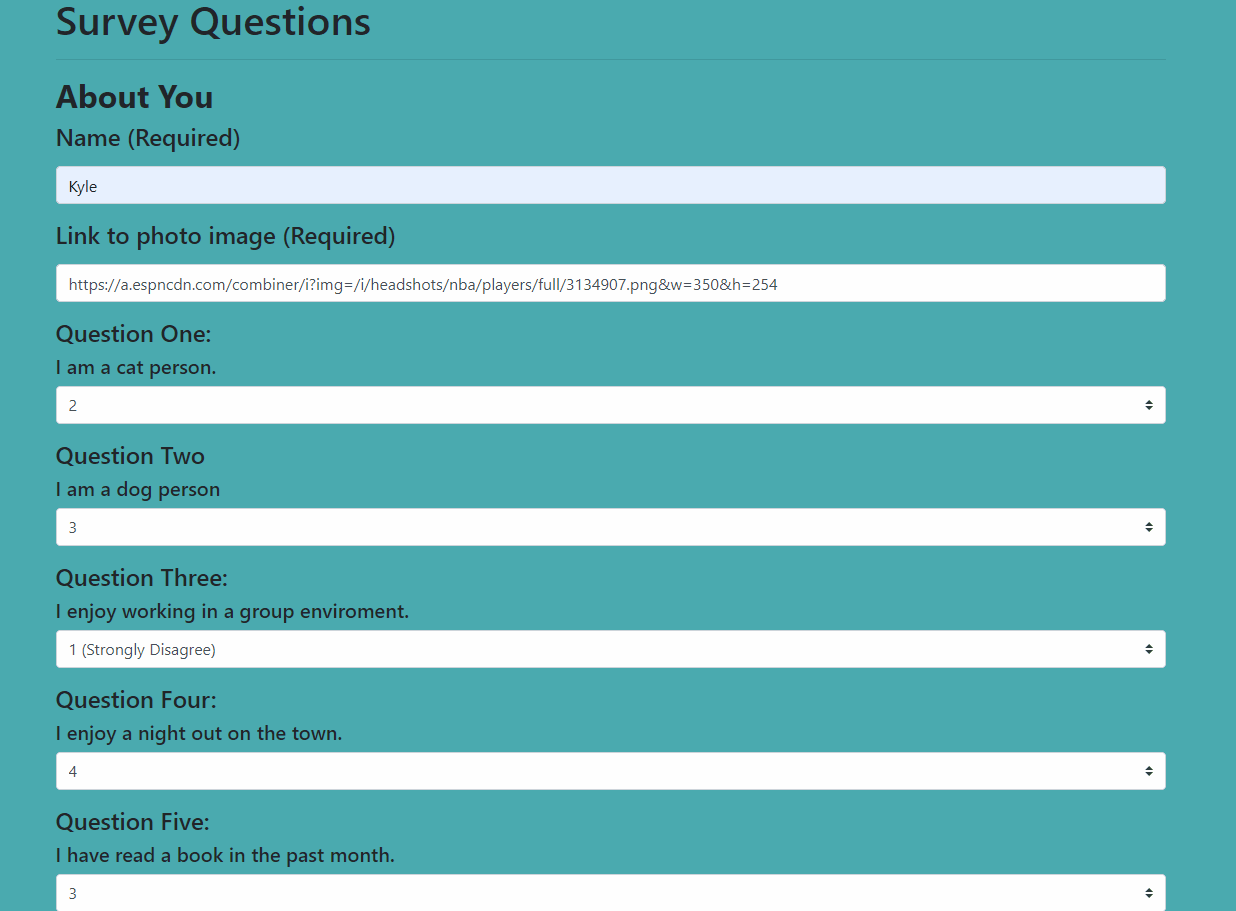 Survey Questions
About You
Name (Required)
Kyle
Link to photo image (Required)
https://a.espncdn.com/combiner/i?img=/i/headshots/nba/players/full/3134907.png&w=350&h=254
Question One:
I am a cat person.
2
Question Two
I am a dog person
3
Question Three:
I enjoy working in a group enviroment.
1 (Strongly Disagree)
Question Four:
I enjoy a night out on the town.
4
Question Five:
I have read a book in the past month.
3